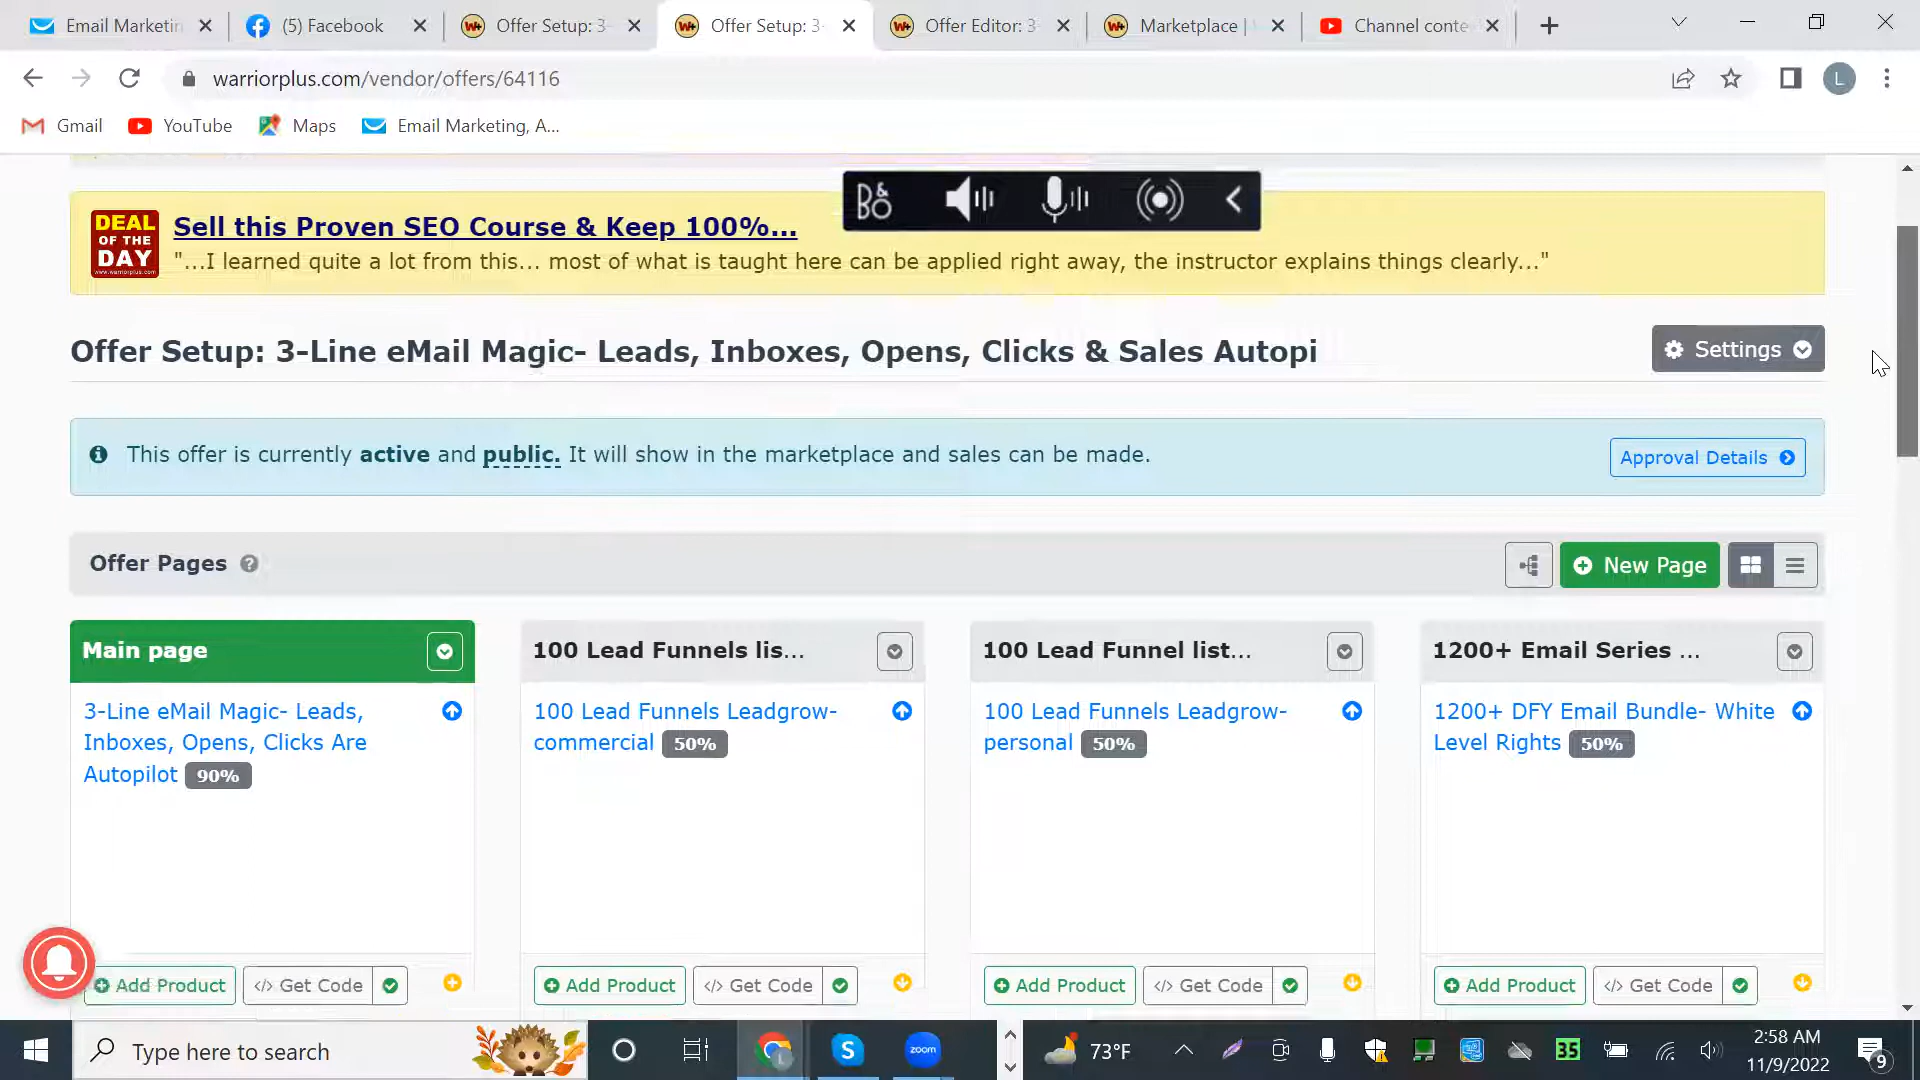 Email Marketin
(5) Facebook
Offer Setup: 3-
Offer Setup: 3-
Offer Editor: 3
Marketplace |
Channel conte
warriorplus.com/vendor/offers/64116
L
Gmail
YouTube
Maps
Email Marketing, A...
B&O
DEAL
OF THE
DAY
www.warriorplus.com
Sell this Proven SEO Course & Keep 100%...
"...I learned quite a lot from this... most of what is taught here can be applied right away, the instructor explains things clearly..."
Offer Setup: 3-Line eMail Magic- Leads, Inboxes, Opens, Clicks & Sales Autopi
Settings
This offer is currently active and public. It will show in the marketplace and sales can be made.
Approval Details
Offer Pages
New Page
Main page
3-Line eMail Magic- Leads,
Inboxes, Opens, Clicks Are
Autopilot 90%
Add Product
</> Get Code
100 Lead Funnels lis...
100 Lead Funnels Leadgrow-
commercial 50%
Add Product
</> Get Code
100 Lead Funnel list...
100 Lead Funnels Leadgrow-
personal 50%
Add Product
</> Get Code
1200+ Email Series ...
1200+ DFY Email Bundle- White
Level Rights 50%
Add Product
</> Get Code
Type here to search
zoom
73°F
35
2:58 AM
11/9/2022
9